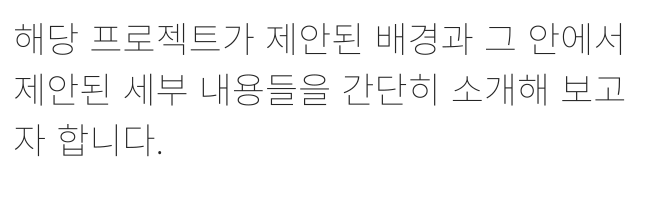 해당 프로젝트가 제안된 배경과 그 안에서
제안된 세부 내용들을 간단히 소개해 보고
자 합니다.